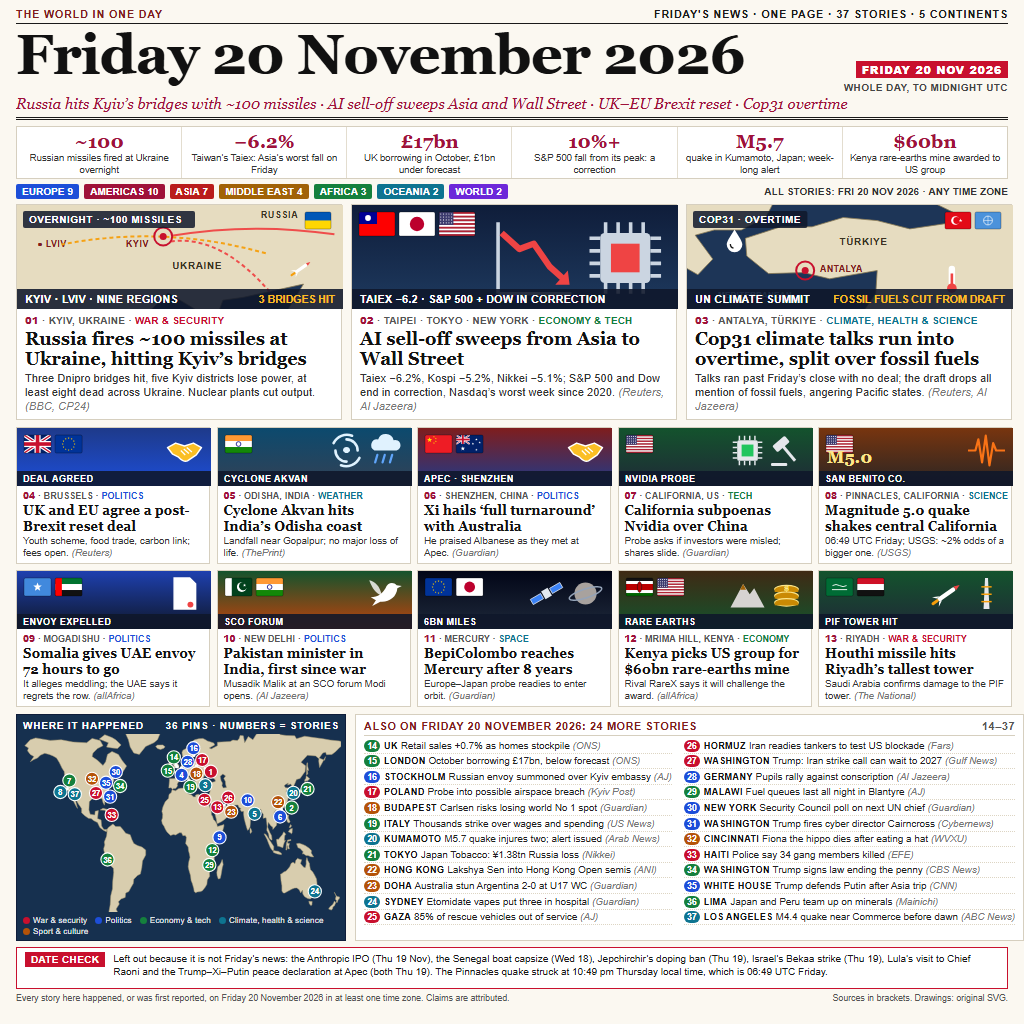 THE WORLD IN ONE DAY
FRIDAY'S NEWS · ONE PAGE · 37 STORIES · 5 CONTINENTS
Friday 20 November 2026
FRIDAY 20 NOV 2026
WHOLE DAY, TO MIDNIGHT UTC
Russia hits Kyiv's bridges with ~100 missiles · AI sell-off sweeps Asia and Wall Street · UK–EU Brexit reset · Cop31 overtime
~100
Russian missiles fired at Ukraine
overnight
−6.2%
Taiwan's Taiex: Asia's worst fall on
Friday
£17bn
UK borrowing in October, £1bn
under forecast
10%+
S&P 500 fall from its peak: a
correction
M5.7
quake in Kumamoto, Japan; week-
long alert
$60bn
Kenya rare-earths mine awarded to
US group
EUROPE 9
AMERICAS 10
ASIA 7
MIDDLE EAST 4
AFRICA 3
OCEANIA 2
WORLD 2
ALL STORIES: FRI 20 NOV 2026 · ANY TIME ZONE
OVERNIGHT · ~100 MISSILES
RUSSIA
LVIV
KYIV
UKRAINE
KYIV · LVIV · NINE REGIONS
3 BRIDGES HIT
01 · KYIV, UKRAINE · WAR & SECURITY
Russia fires ~100 missiles at
Ukraine, hitting Kyiv's bridges
Three Dnipro bridges hit, five Kyiv districts lose power, at
least eight dead across Ukraine. Nuclear plants cut output.
(BBC, CP24)
TAIEX −6.2 · S&P 500 + DOW IN CORRECTION
02 · TAIPEI · TOKYO · NEW YORK · ECONOMY & TECH
AI sell-off sweeps from Asia to
Wall Street
Taiex −6.2%, Kospi −5.2%, Nikkei −5.1%; S&P 500 and Dow
end in correction, Nasdaq's worst week since 2020. (Reuters,
Al Jazeera)
COP31 · OVERTIME
TÜRKIYE
ANTALYA
UN CLIMATE SUMMIT
FOSSIL FUELS CUT FROM DRAFT
03 · ANTALYA, TÜRKIYE · CLIMATE, HEALTH & SCIENCE
Cop31 climate talks run into
overtime, split over fossil fuels
Talks ran past Friday's close with no deal; the draft drops all
mention of fossil fuels, angering Pacific states. (Reuters, Al
Jazeera)
DEAL AGREED
04 · BRUSSELS · POLITICS
UK and EU agree a post-
Brexit reset deal
Youth scheme, food trade, carbon link;
fees open. (Reuters)
CYCLONE AKVAN
05 · ODISHA, INDIA · WEATHER
Cyclone Akvan hits
India's Odisha coast
Landfall near Gopalpur; no major loss of
life. (ThePrint)
APEC · SHENZHEN
06 · SHENZHEN, CHINA · POLITICS
Xi hails 'full turnaround'
with Australia
He praised Albanese as they met at
Apec. (Guardian)
NVIDIA PROBE
07 · CALIFORNIA, US · TECH
California subpoenas
Nvidia over China
Probe asks if investors were misled;
shares slide. (Guardian)
M5.0
SAN BENITO CO.
08 · PINNACLES, CALIFORNIA · SCIENCE
Magnitude 5.0 quake
shakes central California
06:49 UTC Friday; USGS: ~2% odds of a
bigger one. (USGS)
ENVOY EXPELLED
09 · MOGADISHU · POLITICS
Somalia gives UAE envoy
72 hours to go
It alleges meddling; the UAE says it
regrets the row. (allAfrica)
SCO FORUM
10 · NEW DELHI · POLITICS
Pakistan minister in
India, first since war
Musadik Malik at an SCO forum Modi
opens. (Al Jazeera)
6BN MILES
11 · MERCURY · SPACE
BepiColombo reaches
Mercury after 8 years
Europe–Japan probe readies to enter
orbit. (Guardian)
RARE EARTHS
12 · MRIMA HILL, KENYA · ECONOMY
Kenya picks US group for
$60bn rare-earths mine
Rival RareX says it will challenge the
award. (allAfrica)
PIF TOWER HIT
13 · RIYADH · WAR & SECURITY
Houthi missile hits
Riyadh's tallest tower
Saudi Arabia confirms damage to the PIF
tower. (The National)
WHERE IT HAPPENED
36 PINS · NUMBERS = STORIES
War & security
Politics
Economy & tech
Climate, health & science
Sport & culture
ALSO ON FRIDAY 20 NOVEMBER 2026: 24 MORE STORIES
14–37
14 UK Retail sales +0.7% as homes stockpile (ONS)
15 LONDON October borrowing £17bn, below forecast (ONS)
16 STOCKHOLM Russian envoy summoned over Kyiv embassy (AJ)
17 POLAND Probe into possible airspace breach (Kyiv Post)
18 BUDAPEST Carlsen risks losing world No 1 spot (Guardian)
19 ITALY Thousands strike over wages and spending (US News)
20 KUMAMOTO M5.7 quake injures two; alert issued (Arab News)
21 TOKYO Japan Tobacco: ¥1.38tn Russia loss (Nikkei)
22 HONG KONG Lakshya Sen into Hong Kong Open semis (ANI)
23 DOHA Australia stun Argentina 2-0 at U17 WC (Guardian)
24 SYDNEY Etomidate vapes put three in hospital (Guardian)
25 GAZA 85% of rescue vehicles out of service (AJ)
26 HORMUZ Iran readies tankers to test US blockade (Fars)
27 WASHINGTON Trump: Iran strike call can wait to 2027 (Gulf News)
28 GERMANY Pupils rally against conscription (Al Jazeera)
29 MALAWI Fuel queues last all night in Blantyre (AJ)
30 NEW YORK Security Council poll on next UN chief (Guardian)
31 WASHINGTON Trump fires cyber director Cairncross (Cybernews)
32 CINCINNATI Fiona the hippo dies after eating a hat (WVXU)
33 HAITI Police say 34 gang members killed (EFE)
34 WASHINGTON Trump signs law ending the penny (CBS News)
35 WHITE HOUSE Trump defends Putin after Asia trip (CNN)
36 LIMA Japan and Peru team up on minerals (Mainichi)
37 LOS ANGELES M4.4 quake near Commerce before dawn (ABC News)
DATE CHECK
Left out because it is not Friday's news: the Anthropic IPO (Thu 19 Nov), the Senegal boat capsize (Wed 18), Jepchirchir's doping ban (Thu 19), Israel's Bekaa strike (Thu 19), Lula's visit to Chief
Raoni and the Trump–Xi–Putin peace declaration at Apec (both Thu 19). The Pinnacles quake struck at 10:49 pm Thursday local time, which is 06:49 UTC Friday.
Every story here happened, or was first reported, on Friday 20 November 2026 in at least one time zone. Claims are attributed.
Sources in brackets. Drawings: original SVG.